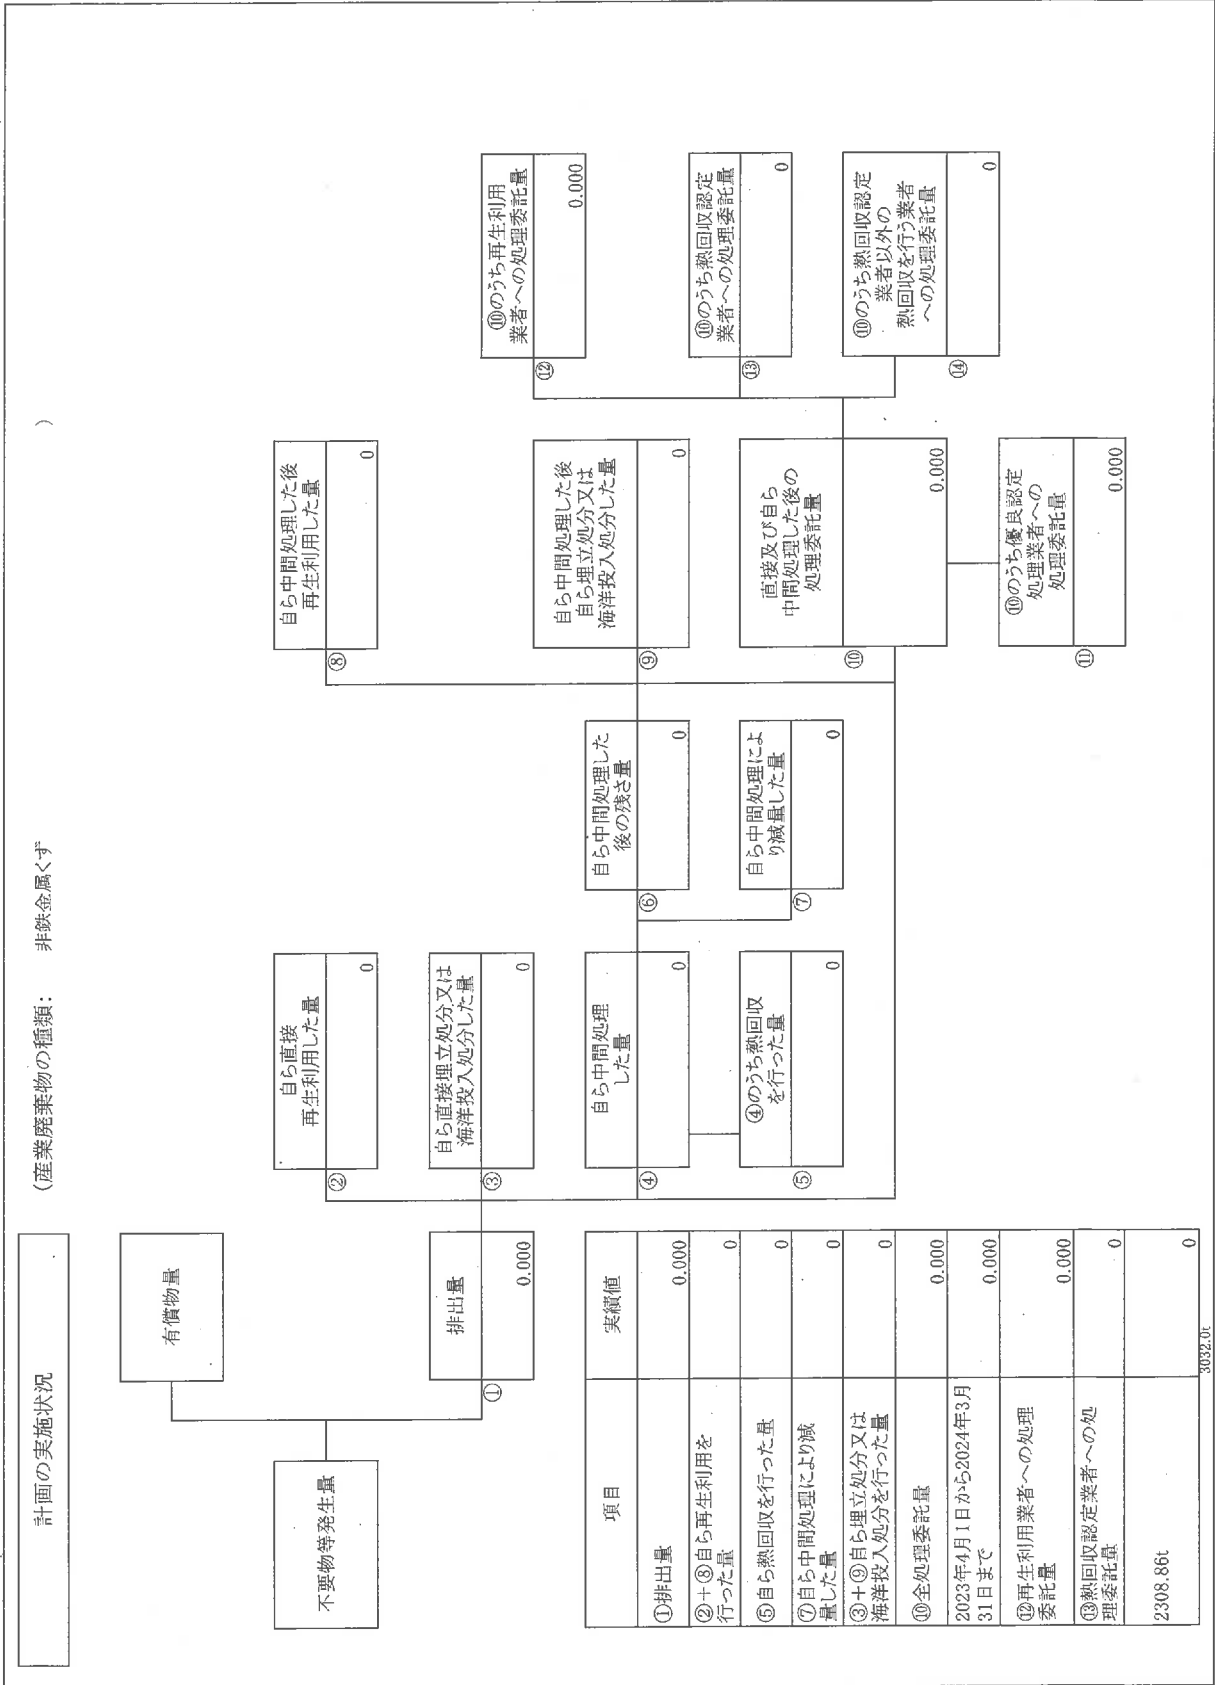 計画の実施状況
(産業廃棄物の種類: 非鉄金属くず )
有償物量
不要物等発生量
排出量
①
0.000
自ら直接
再生利用した量
②
0
自ら直接埋立処分又は
海洋投入処分した量
③
0
自ら中間処理
した量
④
0
④のうち熱回収
を行った量
⑤
0
自ら中間処理した
後の残さ量
⑥
0
自ら中間処理によ
り減量した量
⑦
0
自ら中間処理した後
再生利用した量
⑧
0
自ら中間処理した後
自ら埋立処分又は
海洋投入処分した量
⑨
0
直接及び自ら
中間処理した後の
処理委託量
⑩
0.000
⑩のうち優良認定
処理業者への
処理委託量
⑪
0.000
⑩のうち再生利用
業者への処理委託量
⑫
0.000
⑩のうち熱回収認定
業者への処理委託量
⑬
0
⑩のうち熱回収認定
業者以外の
熱回収を行う業者
への処理委託量
⑭
0
項目 実績値
①排出量 0.000
②+⑧自ら再生利用を
行った量 0
⑤自ら熱回収を行った量 0
⑦自ら中間処理により減
量した量 0
③+⑨自ら埋立処分又は
海洋投入処分を行った量 0
⑩全処理委託量 0.000
2023年4月1日から2024年3月
31日まで 0.000
⑫再生利用業者への処理
委託量 0.000
⑬熱回収認定業者への処
理委託量 0
2308.86t 0
3032.0t